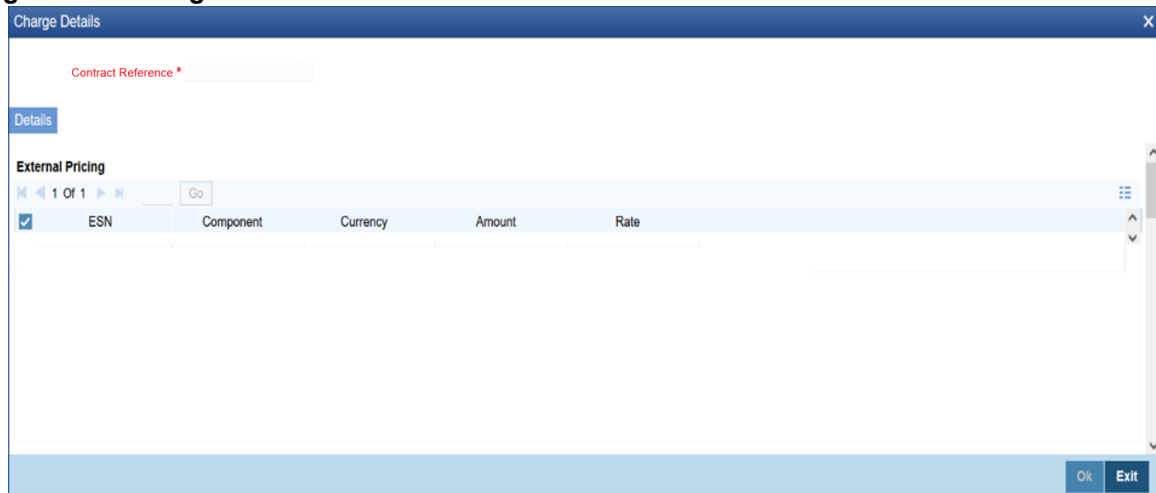 Charge Details
Contract Reference *
Details
External Pricing
1 Of 1 Go
ESN Component Currency Amount Rate
Ok Exit